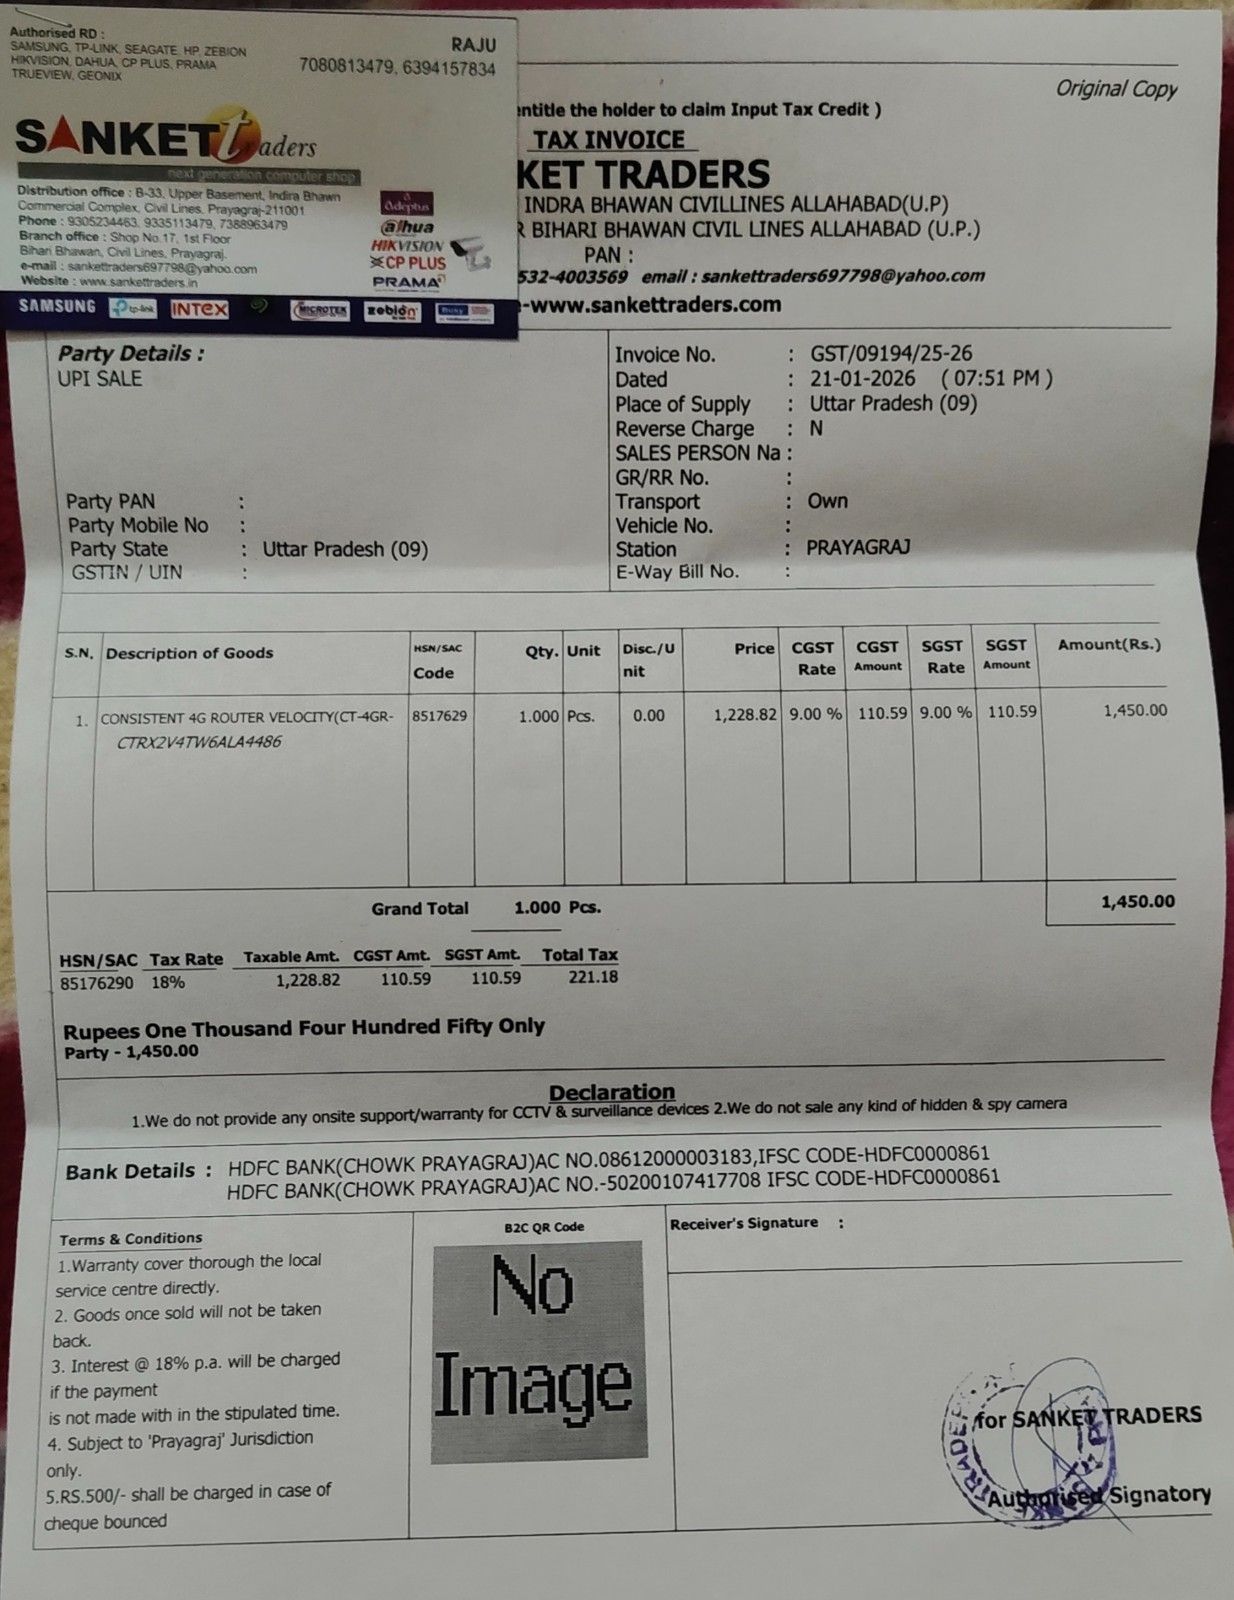 Authorised RD :
SAMSUNG, TP-LINK, SEAGATE, HP, ZEBION
HIKVISION, DAHUA, CP PLUS, PRAMA
TRUEVIEW, GEONIX
RAJU
7080813479, 6394157834
SANKET traders
next generation computer shop
Distribution office : B-33, Upper Basement, Indira Bhawn
Commercial Complex, Civil Lines, Prayagraj-211001
Phone : 9305234463, 9335113479, 7388963479
Branch office : Shop No.17, 1st Floor
Bihari Bhawan, Civil Lines, Prayagraj.
e-mail : sankettraders697798@yahoo.com
Website : www.sankettraders.in
Adeptus
alhua
HIKVISION
CP PLUS
PRAMA
SAMSUNG tp-link INTEX MICROTEK zebion Busy
Original Copy
entitle the holder to claim Input Tax Credit )
TAX INVOICE
KET TRADERS
INDRA BHAWAN CIVILLINES ALLAHABAD(U.P)
R BIHARI BHAWAN CIVIL LINES ALLAHABAD (U.P.)
PAN :
532-4003569 email : sankettraders697798@yahoo.com
e-www.sankettraders.com
Party Details :
UPI SALE
Party PAN :
Party Mobile No :
Party State : Uttar Pradesh (09)
GSTIN / UIN :
Invoice No. : GST/09194/25-26
Dated : 21-01-2026 ( 07:51 PM )
Place of Supply : Uttar Pradesh (09)
Reverse Charge : N
SALES PERSON Na :
GR/RR No. :
Transport : Own
Vehicle No. :
Station : PRAYAGRAJ
E-Way Bill No. :
S.N. Description of Goods HSN/SAC Code Qty. Unit Disc./U nit Price CGST Rate CGST Amount SGST Rate SGST Amount Amount(Rs.)
1. CONSISTENT 4G ROUTER VELOCITY(CT-4GR- 8517629 1.000 Pcs. 0.00 1,228.82 9.00 % 110.59 9.00 % 110.59 1,450.00
CTRX2V4TW6ALA4486
Grand Total 1.000 Pcs. 1,450.00
HSN/SAC Tax Rate Taxable Amt. CGST Amt. SGST Amt. Total Tax
85176290 18% 1,228.82 110.59 110.59 221.18
Rupees One Thousand Four Hundred Fifty Only
Party - 1,450.00
Declaration
1.We do not provide any onsite support/warranty for CCTV & surveillance devices 2.We do not sale any kind of hidden & spy camera
Bank Details : HDFC BANK(CHOWK PRAYAGRAJ)AC NO.08612000003183,IFSC CODE-HDFC0000861
HDFC BANK(CHOWK PRAYAGRAJ)AC NO.-50200107417708 IFSC CODE-HDFC0000861
Terms & Conditions
1.Warranty cover thorough the local
service centre directly.
2. Goods once sold will not be taken
back.
3. Interest @ 18% p.a. will be charged
if the payment
is not made with in the stipulated time.
4. Subject to 'Prayagraj' Jurisdiction
only.
5.RS.500/- shall be charged in case of
cheque bounced
B2C QR Code
No
Image
Receiver's Signature :
for SANKET TRADERS
Authorised Signatory